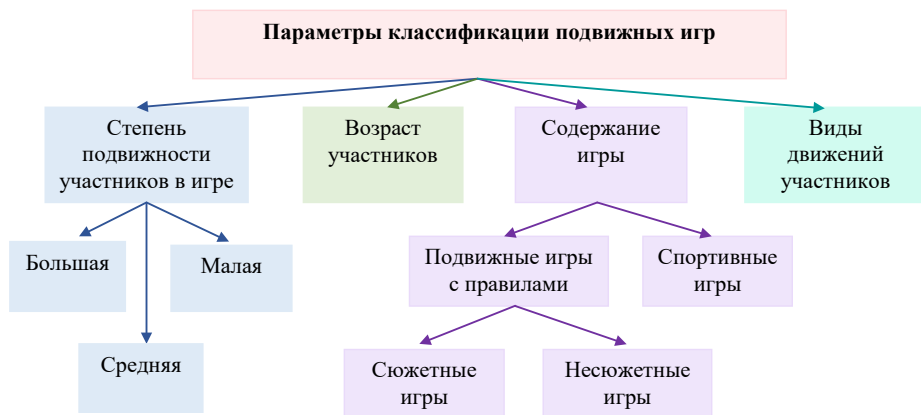 Параметры классификации подвижных игр
Степень
подвижности
участников в игре
Возраст
участников
Содержание
игры
Виды
движений
участников
Большая
Малая
Средняя
Подвижные игры
с правилами
Спортивные
игры
Сюжетные
игры
Несюжетные
игры